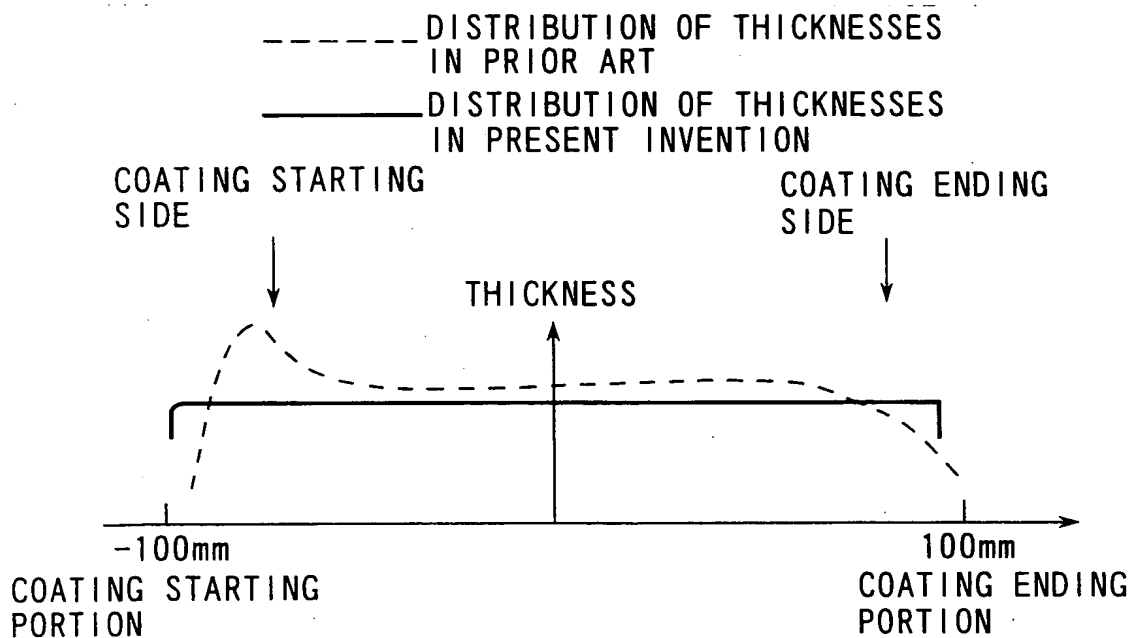 DISTRIBUTION OF THICKNESSES
IN PRIOR ART
DISTRIBUTION OF THICKNESSES
IN PRESENT INVENTION
COATING STARTING
SIDE
COATING ENDING
SIDE
THICKNESS
-100mm
100mm
COATING STARTING
PORTION
COATING ENDING
PORTION